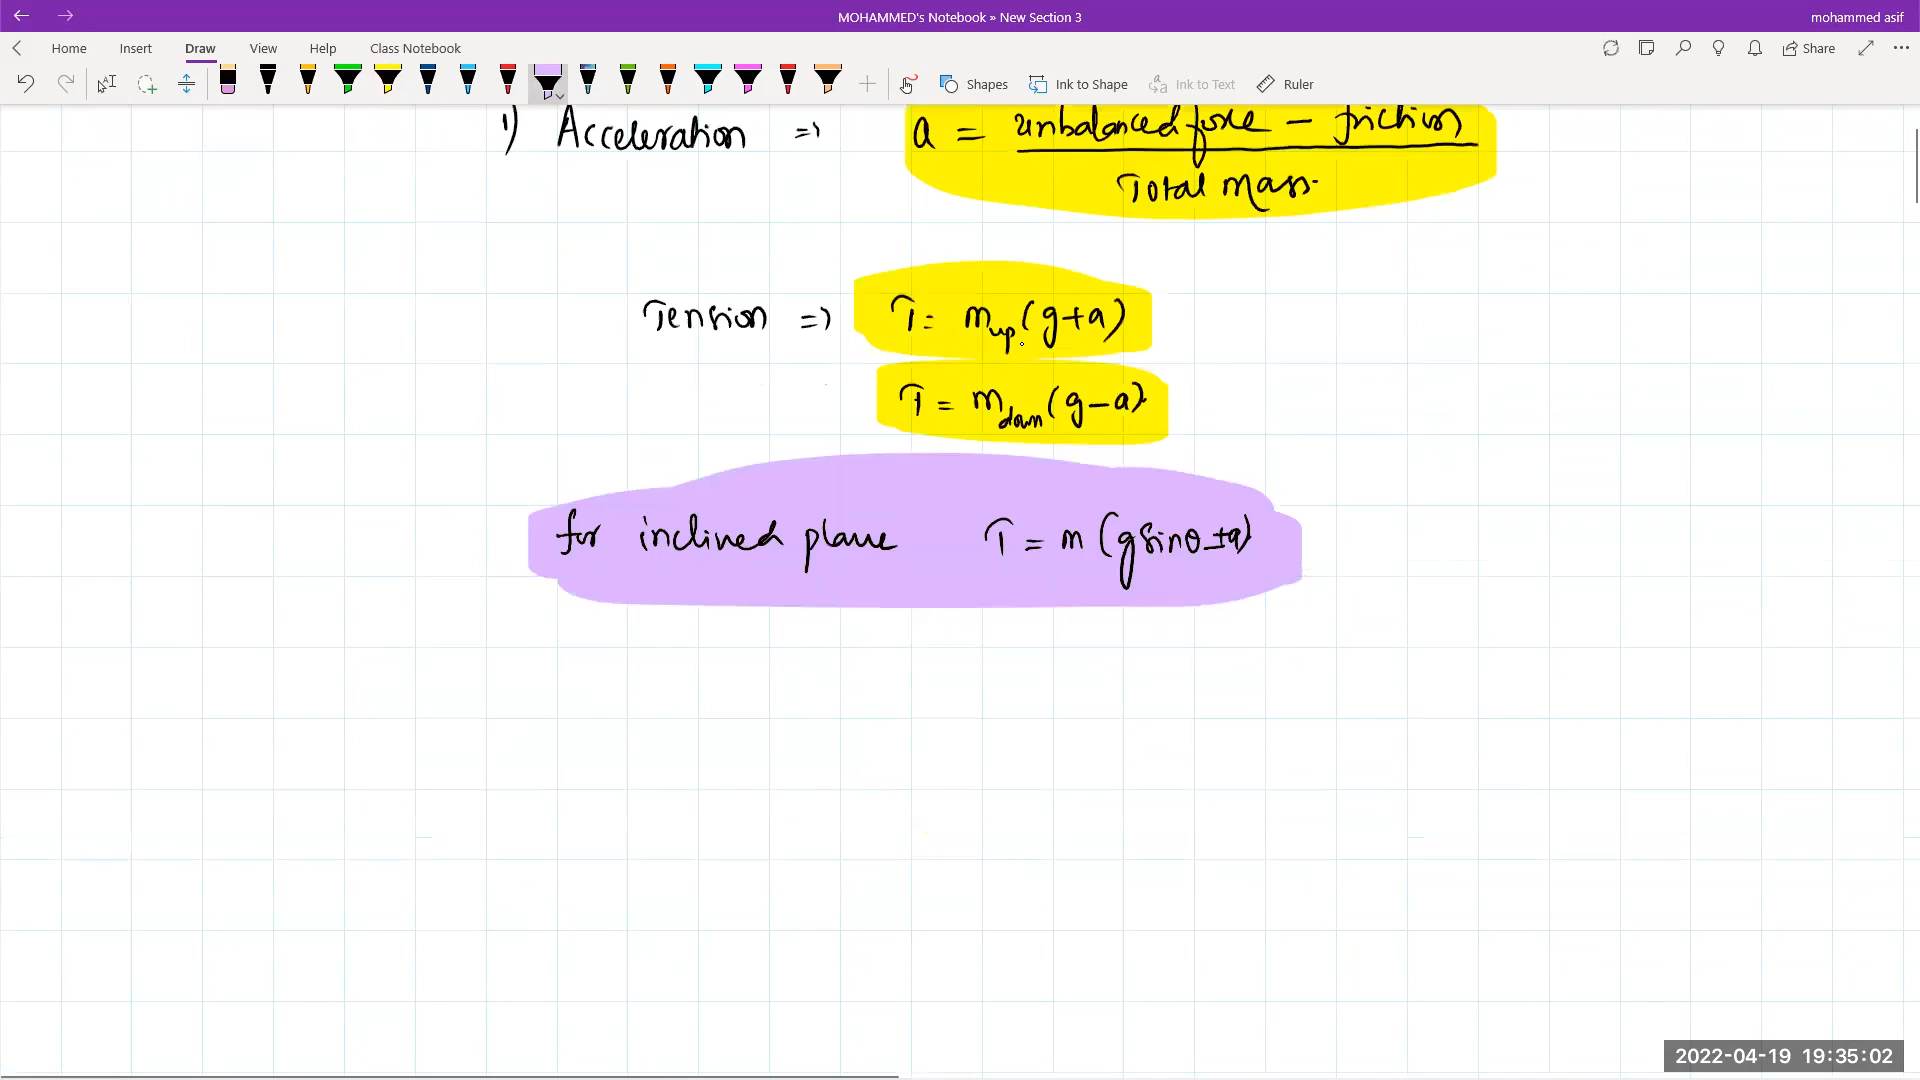 MOHAMMED's Notebook » New Section 3
mohammed asif
Home Insert Draw View Help Class Notebook
Share
Shapes Ink to Shape Ink to Text Ruler
1) Acceleration => a = unbalanced force - friction
Total mass
Tension => T = m up (g+a)
T = m down (g-a)
for inclined plane T = m (g sinθ ± a)
2022-04-19 19:35:02